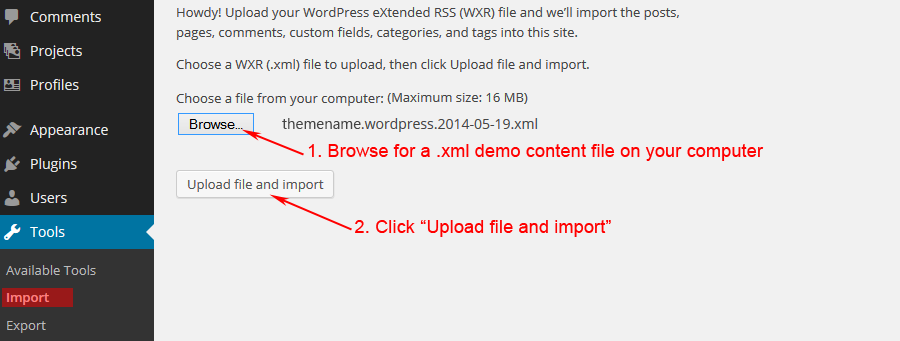 Comments
Projects
Profiles
Appearance
Plugins
Users
Tools
Available Tools
Import
Export
Howdy! Upload your WordPress eXtended RSS (WXR) file and we’ll import the posts,
pages, comments, custom fields, categories, and tags into this site.
Choose a WXR (.xml) file to upload, then click Upload file and import.
Choose a file from your computer: (Maximum size: 16 MB)
Browse... themename.wordpress.2014-05-19.xml
1. Browse for a .xml demo content file on your computer
Upload file and import
2. Click “Upload file and import”